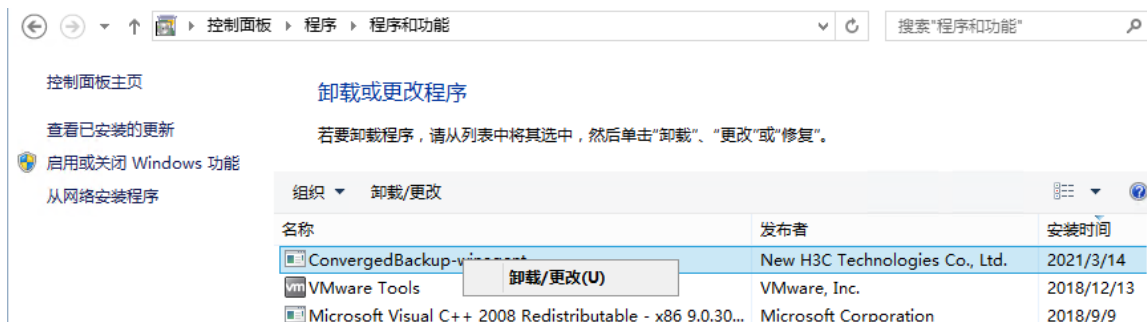 控制面板 程序 程序和功能
搜索"程序和功能"
控制面板主页
查看已安装的更新
启用或关闭 Windows 功能
从网络安装程序
卸载或更改程序
若要卸载程序，请从列表中将其选中，然后单击“卸载”、“更改”或“修复”。
组织 卸载/更改
名称 发布者 安装时间
ConvergedBackup-winagent New H3C Technologies Co., Ltd. 2021/3/14
卸载/更改(U)
vm VMware Tools VMware, Inc. 2018/12/13
Microsoft Visual C++ 2008 Redistributable - x86 9.0.30... Microsoft Corporation 2018/9/9